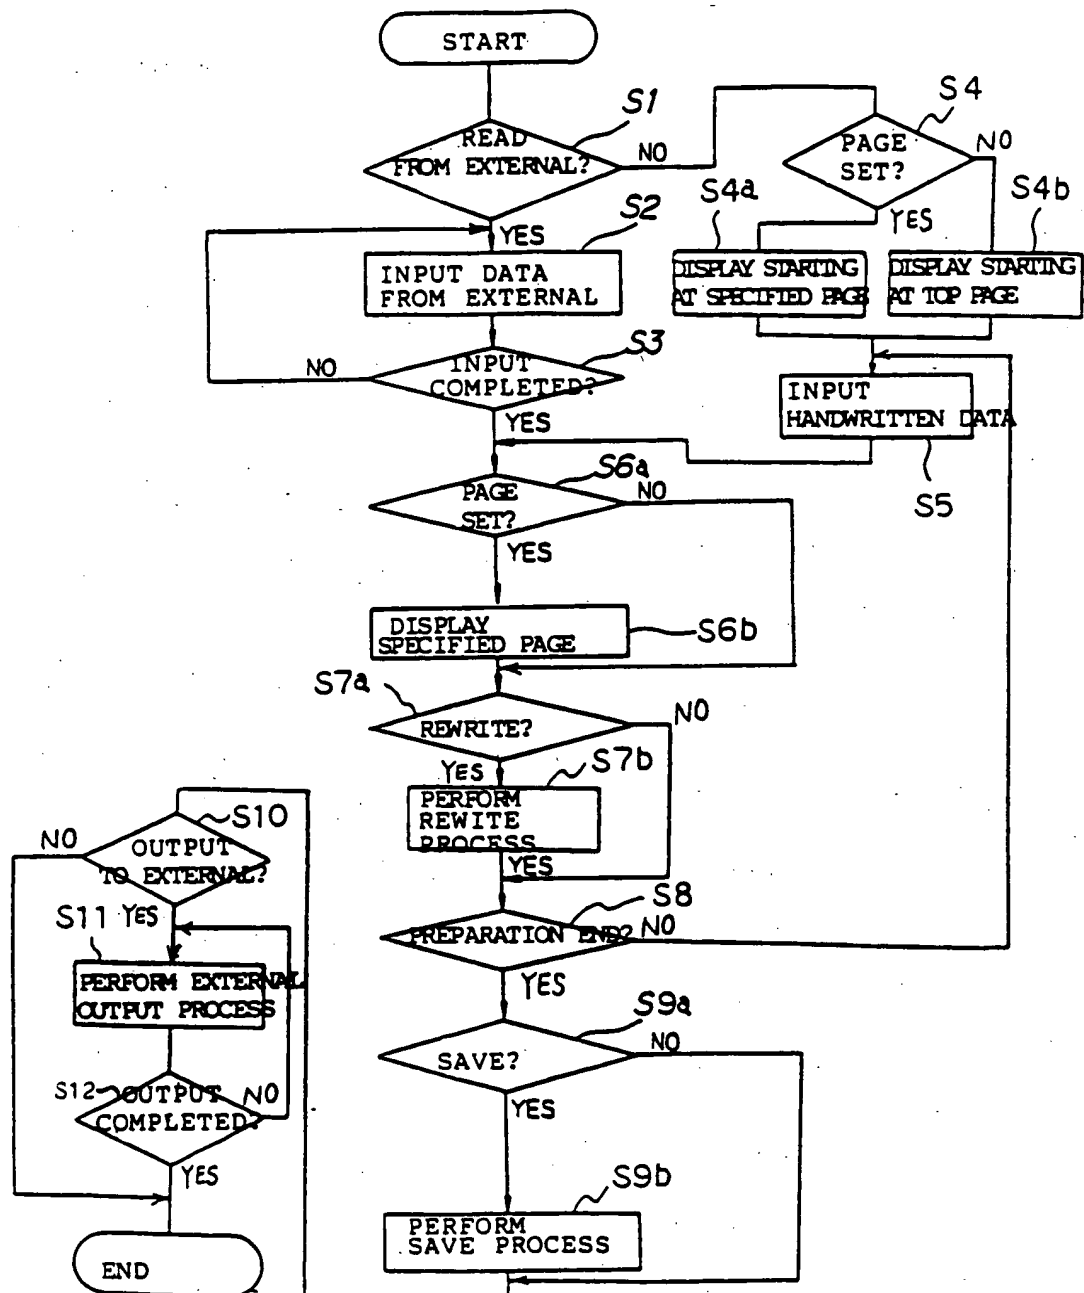 START
S1
READ
FROM EXTERNAL?
NO
YES
S4
PAGE
SET?
NO
YES
S4a
DISPLAY STARTING
AT SPECIFIED PAGE
S4b
DISPLAY STARTING
AT TOP PAGE
S2
INPUT DATA
FROM EXTERNAL
S3
INPUT
COMPLETED?
NO
YES
INPUT
HANDWRITTEN DATA
S5
S6a
PAGE
SET?
NO
YES
DISPLAY
SPECIFIED PAGE
S6b
S7a
REWRITE?
NO
YES
S7b
PERFORM
REWITE
PROCESS
YES
S8
PREPARATION END?
NO
YES
S9a
SAVE?
NO
YES
S9b
PERFORM
SAVE PROCESS
S10
OUTPUT
TO EXTERNAL?
NO
YES
S11
PERFORM EXTERNAL
OUTPUT PROCESS
S12
OUTPUT
COMPLETED?
NO
YES
END